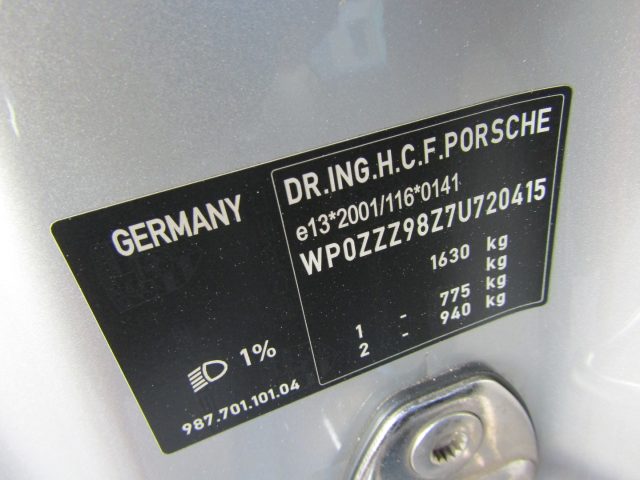 GERMANY
1%
987.701.101.04
DR.ING.H.C.F.PORSCHE
e13*2001/116*0141
WP0ZZZ98Z7U720415
1630 kg
kg
1 - 775 kg
2 - 940 kg